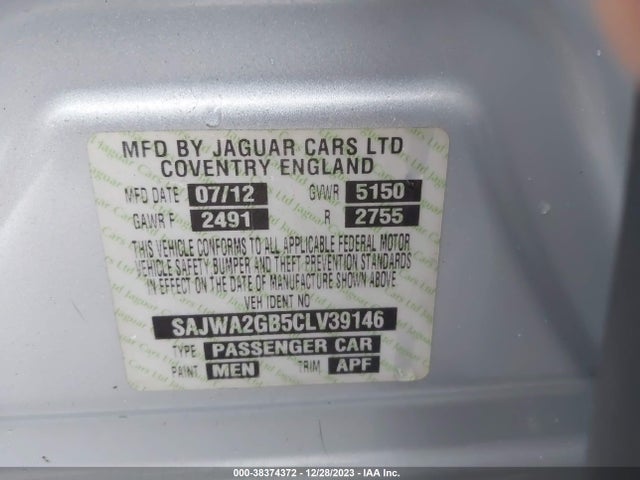 MFD BY JAGUAR CARS LTD
COVENTRY ENGLAND
MFD DATE 07/12 GVWR 5150
GAWR F 2491 R 2755
THIS VEHICLE CONFORMS TO ALL APPLICABLE FEDERAL MOTOR
VEHICLE SAFETY BUMPER AND THEFT PREVENTION STANDARDS
IN EFFECT ON THE DATE OF MANUFACTURE SHOWN ABOVE
VEH IDENT NO
SAJWA2GB5CLV39146
TYPE PASSENGER CAR
PAINT MEN TRIM APF
000-38374372 - 12/28/2023 - IAA Inc.